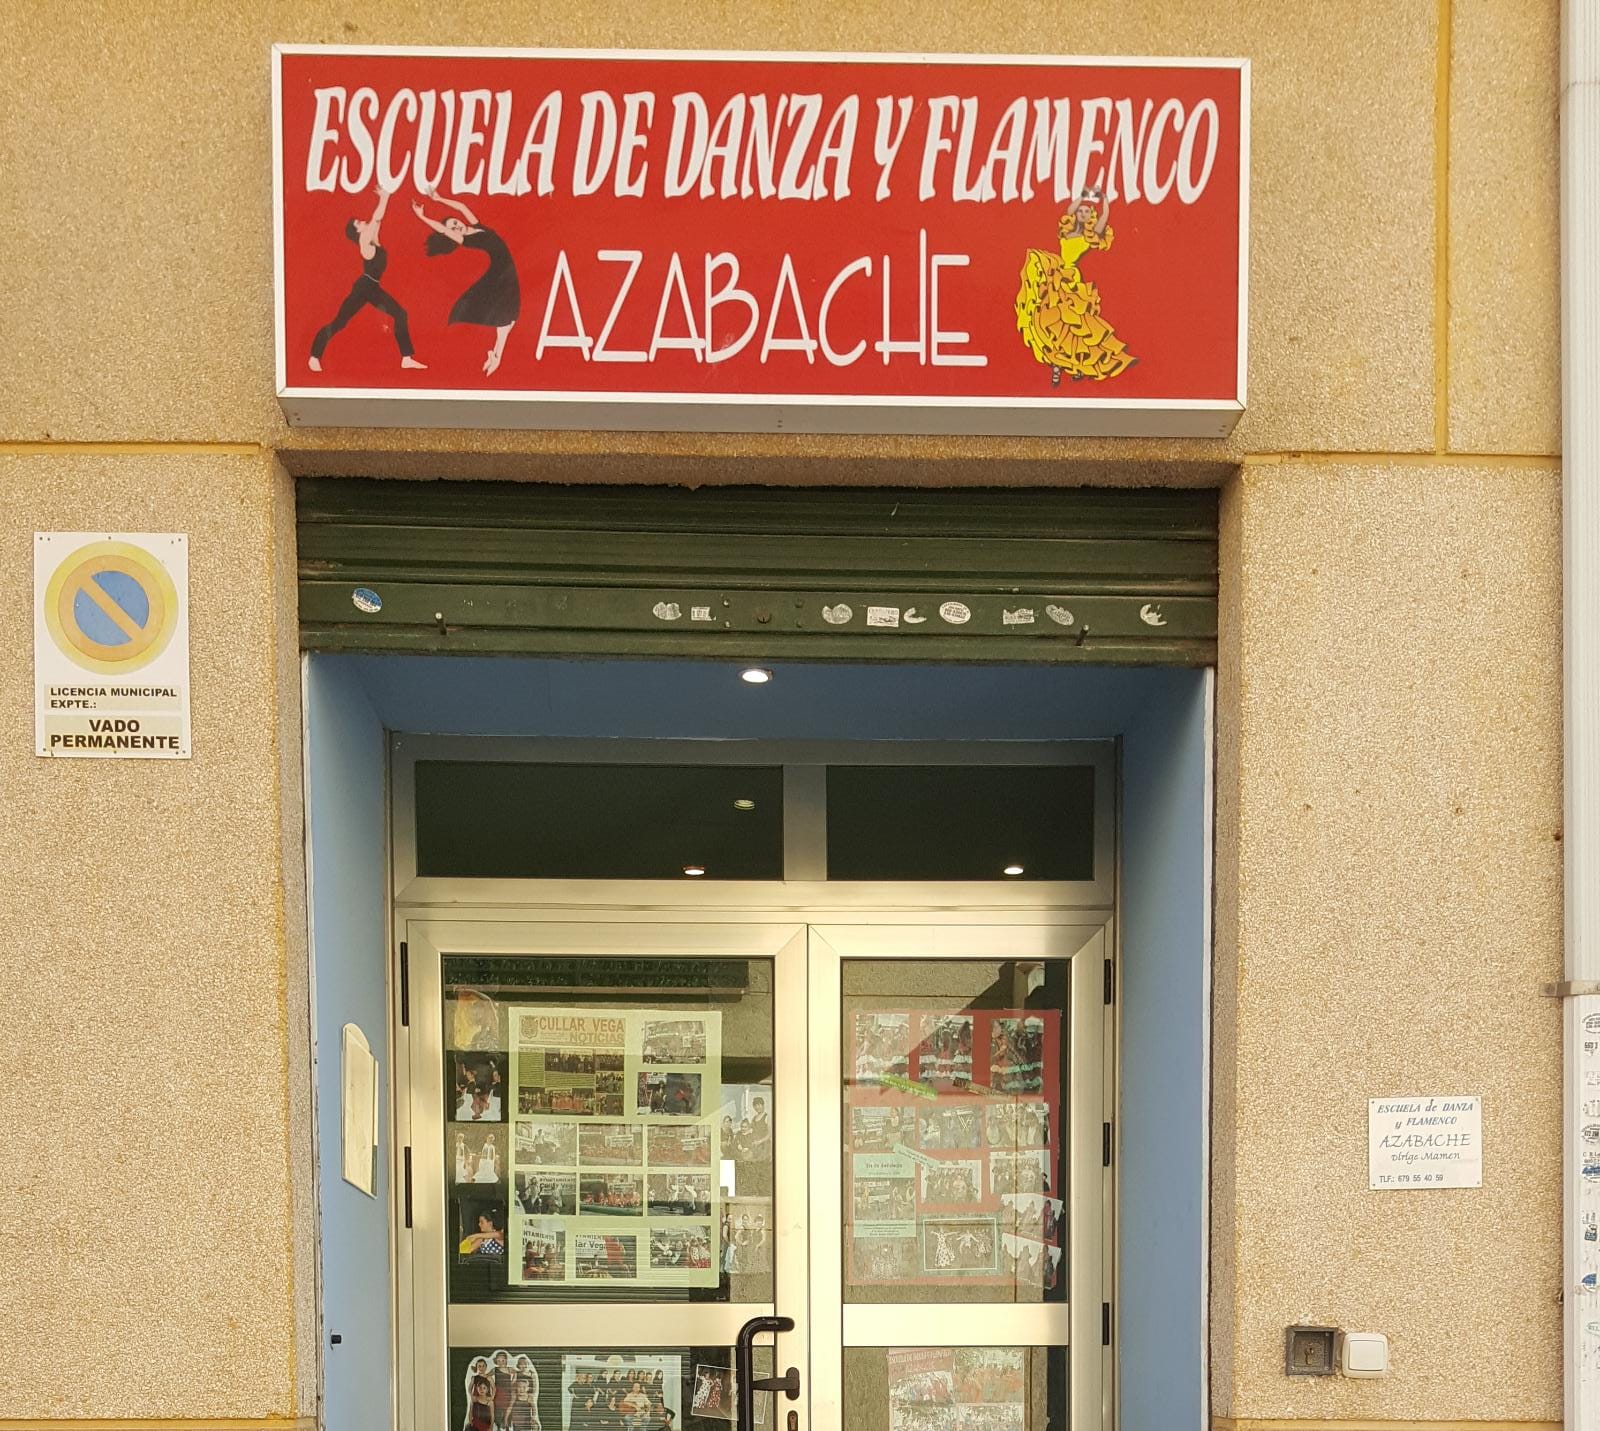 ESCUELA DE DANZA Y FLAMENCO
AZABACHE
LICENCIA MUNICIPAL
EXPTE.:
VADO
PERMANENTE
CULLAR VEGA
NOTICIAS
ESCUELA de DANZA
y FLAMENCO
AZABACHE
Dirige Mamen
TLF.: 679 55 40 59